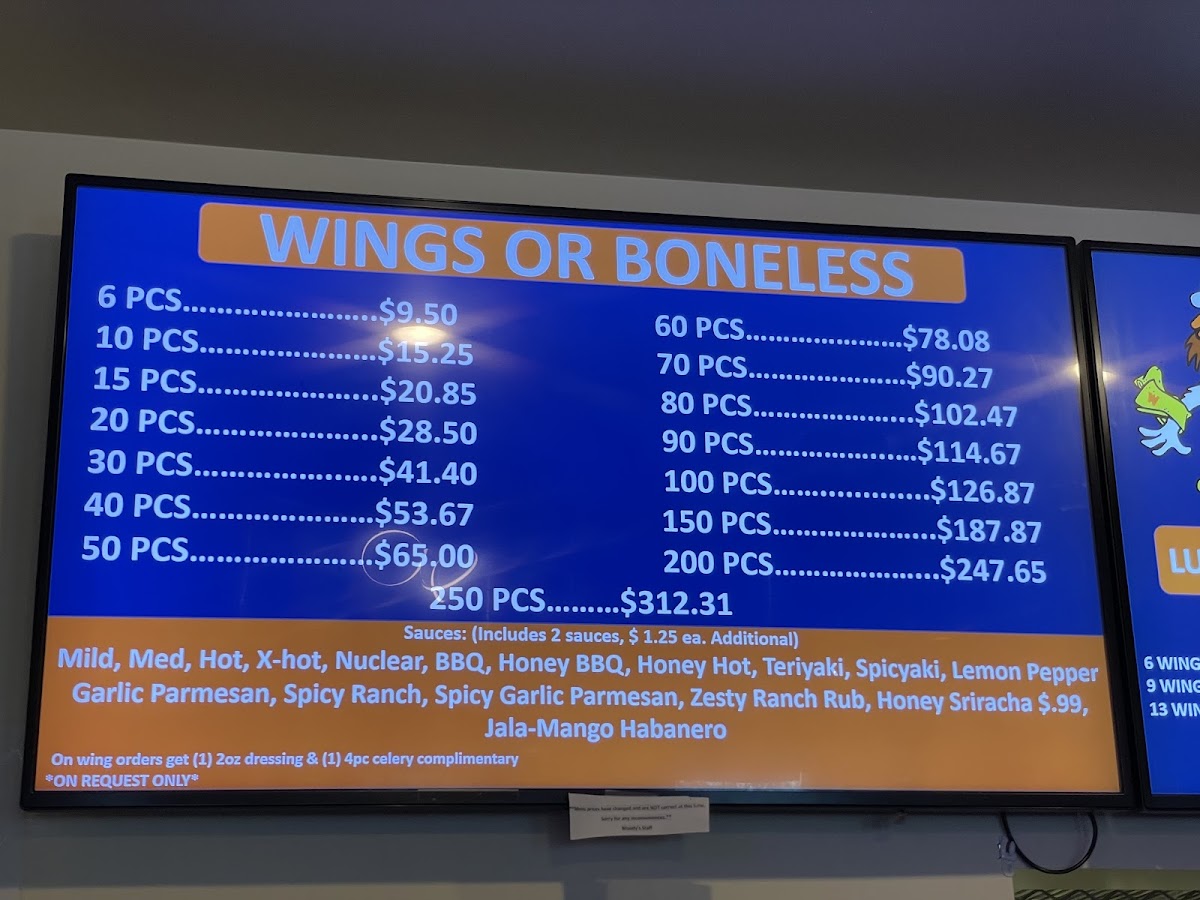 WINGS OR BONELESS
6 PCS........................$9.50
10 PCS......................$15.25
15 PCS......................$20.85
20 PCS......................$28.50
30 PCS......................$41.40
40 PCS......................$53.67
50 PCS......................$65.00
60 PCS......................$78.08
70 PCS......................$90.27
80 PCS......................$102.47
90 PCS......................$114.67
100 PCS.....................$126.87
150 PCS......................$187.87
200 PCS......................$247.65
250 PCS.........$312.31
Sauces: (Includes 2 sauces, $ 1.25 ea. Additional)
Mild, Med, Hot, X-hot, Nuclear, BBQ, Honey BBQ, Honey Hot, Teriyaki, Spicyaki, Lemon Pepper
Garlic Parmesan, Spicy Ranch, Spicy Garlic Parmesan, Zesty Ranch Rub, Honey Sriracha $.99,
Jala-Mango Habanero
On wing orders get (1) 2oz dressing & (1) 4pc celery complimentary
*ON REQUEST ONLY*
LU
6 WING
9 WING
13 WIN